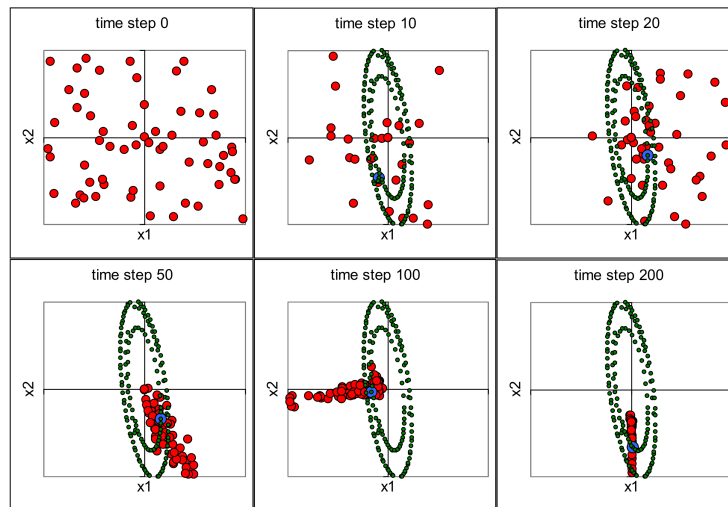 time step 0
x2
x1
time step 10
x2
x1
time step 20
x2
x1
time step 50
x2
x1
time step 100
x2
x1
time step 200
x2
x1